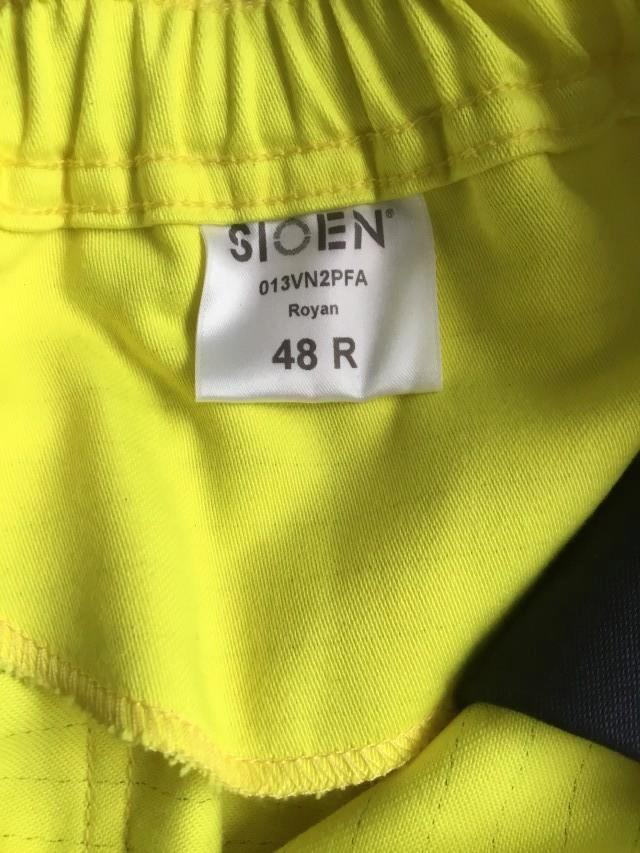 SIOEN®
013VN2PFA
Royan
48 R